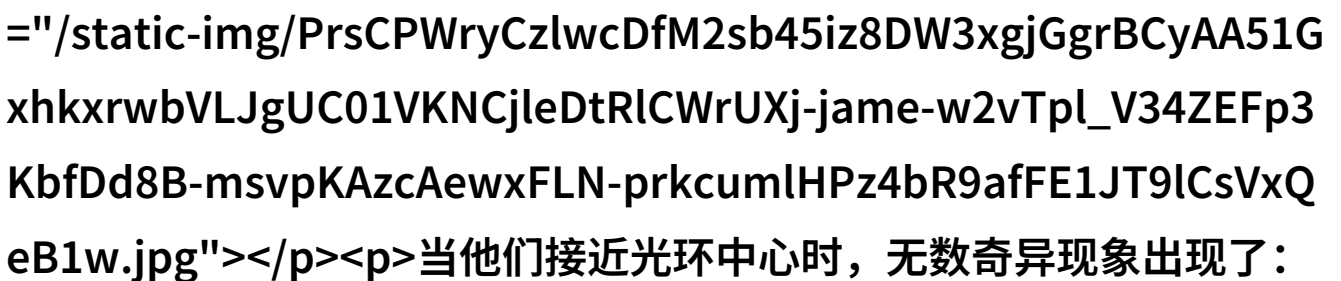 ="/static-img/PrsCPWryCzlwcDfM2sb45iz8DW3xgjGgrBCyAA51G
xhkxrwbVLJgUC01VKNCjleDtRlCWrUXj-jame-w2vTpl_V34ZEFp3
KbfDd8B-msvpKAzcAewxFLN-prkcumlHPz4bR9afFE1JT9lCsVxQ
eB1w.jpg"></p><p>当他们接近光环中心时，无数奇异现象出现了：